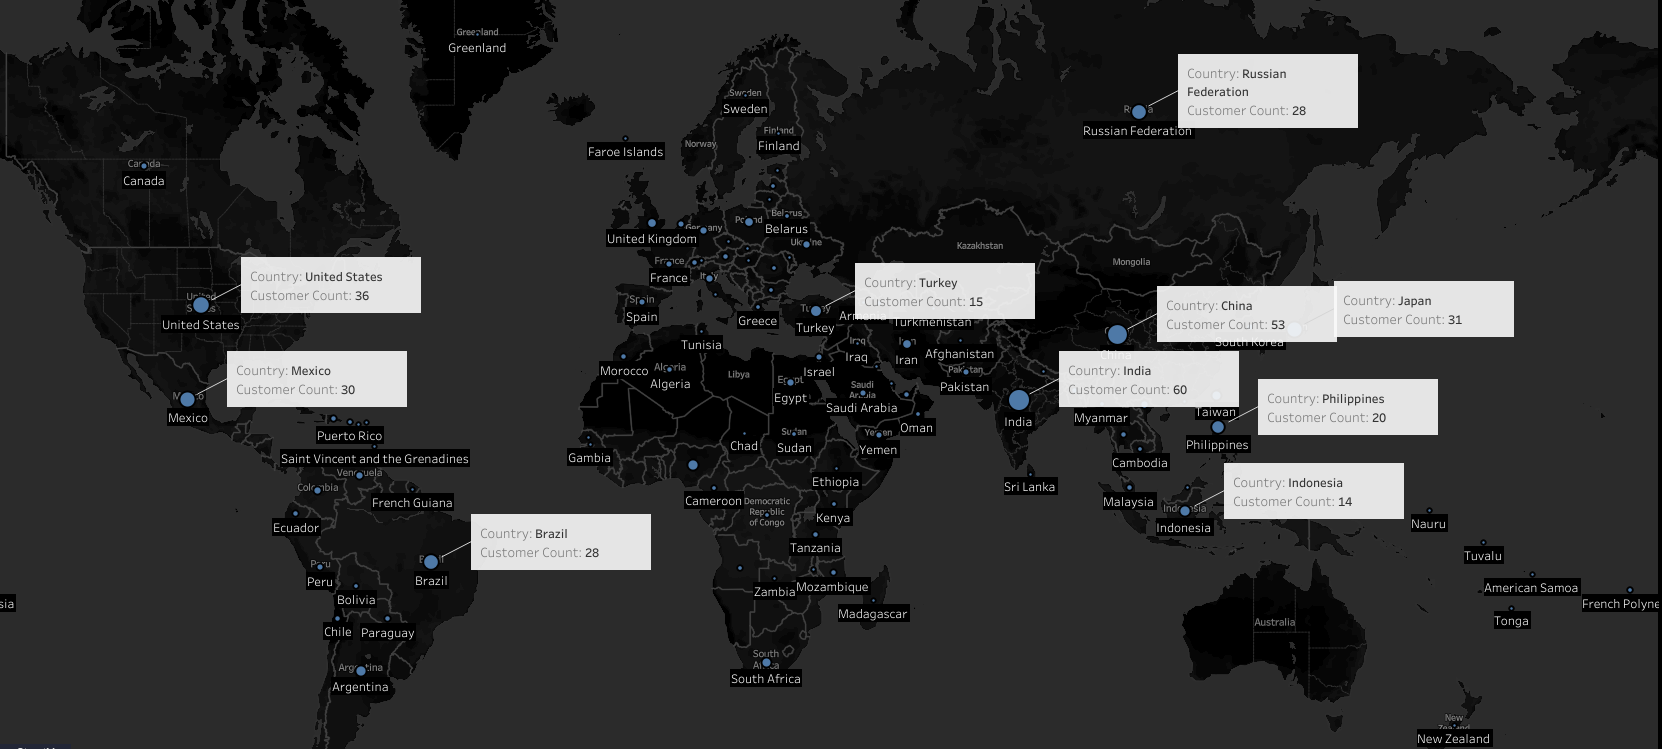 Greenland
Greenland
Country: Russian
Federation
Customer Count: 28
Russian Federation
Sweden
Sweden
Finland
Finland
Norway
Faroe Islands
Canada
Canada
Belarus
Belarus
United Kingdom
Kazakhstan
Mongolia
France
France
Country: United States
Customer Count: 36
United States
Country: Turkey
Customer Count: 15
Turkey
Country: China
Customer Count: 53
China
Country: Japan
Customer Count: 31
South Korea
Spain
Greece
Armenia
Turkmenistan
Tunisia
Iraq
Iraq
Iran
Afghanistan
Country: Mexico
Customer Count: 30
Mexico
Morocco
Algeria
Algeria
Libya
Israel
Egypt
Egypt
Pakistan
Pakistan
Saudi
Arabia
Saudi Arabia
Country: India
Customer Count: 60
India
Myanmar
Taiwan
Country: Philippines
Customer Count: 20
Philippines
Puerto Rico
Oman
Saint Vincent and the Grenadines
Gambia
Chad
Sudan
Sudan
Yemen
Yemen
Cambodia
Venezuela
Colombia
French Guiana
Ethiopia
Sri Lanka
Malaysia
Country: Indonesia
Customer Count: 14
Indonesia
Cameroon
Democratic
Republic
of Congo
Kenya
Ecuador
Nauru
Country: Brazil
Customer Count: 28
Brazil
Tanzania
Tuvalu
Peru
Peru
Bolivia
Zambia
Mozambique
American Samoa
sia
Madagascar
French Polyne
Chile
Paraguay
Tonga
Australia
South
Africa
South Africa
Argentina
Argentina
New
Zealand
New Zealand